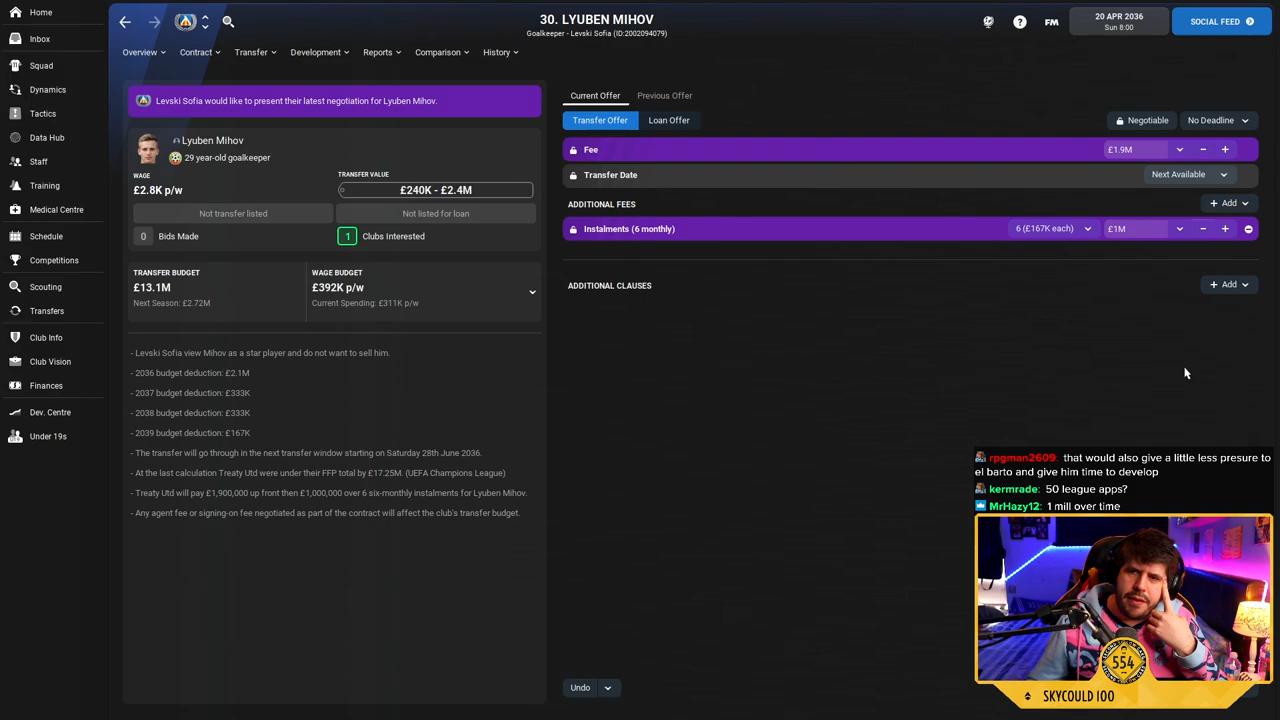 Home
Inbox
Squad
Dynamics
Tactics
Data Hub
Staff
Training
Medical Centre
Schedule
Competitions
Scouting
Transfers
Club Info
Club Vision
Finances
Dev. Centre
Under 19s
30. LYUBEN MIHOV
Goalkeeper - Levski Sofia (ID:2002094079)
FM
20 APR 2036
Sun 8:00
SOCIAL FEED
Overview
Contract
Transfer
Development
Reports
Comparison
History
Levski Sofia would like to present their latest negotiation for Lyuben Mihov.
Lyuben Mihov
29 year-old goalkeeper
WAGE
£2.8K p/w
TRANSFER VALUE
£240K - £2.4M
Not transfer listed
Not listed for loan
0 Bids Made
1 Clubs Interested
TRANSFER BUDGET
£13.1M
Next Season: £2.72M
WAGE BUDGET
£392K p/w
Current Spending: £311K p/w
- Levski Sofia view Mihov as a star player and do not want to sell him.
- 2036 budget deduction: £2.1M
- 2037 budget deduction: £333K
- 2038 budget deduction: £333K
- 2039 budget deduction: £167K
- The transfer will go through in the next transfer window starting on Saturday 28th June 2036.
- At the last calculation Treaty Utd were under their FFP total by £17.25M. (UEFA Champions League)
- Treaty Utd will pay £1,900,000 up front then £1,000,000 over 6 six-monthly instalments for Lyuben Mihov.
- Any agent fee or signing-on fee negotiated as part of the contract will affect the club's transfer budget.
Current Offer
Previous Offer
Transfer Offer
Loan Offer
Negotiable
No Deadline
Fee
£1.9M
Transfer Date
Next Available
ADDITIONAL FEES
+ Add
Instalments (6 monthly)
6 (£167K each)
£1M
ADDITIONAL CLAUSES
+ Add
Undo
rpgman2609: that would also give a little less presure to
el barto and give him time to develop
kermrade: 50 league apps?
MrHazy12: 1 mill over time
554
SKYCOULD 100